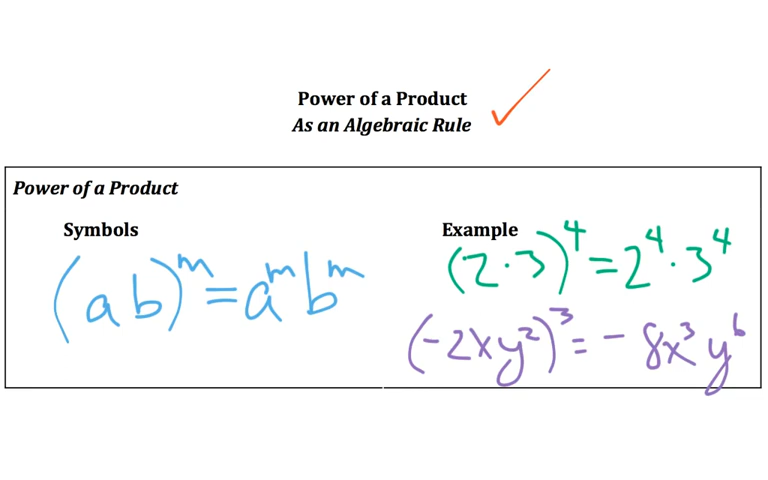 Power of a Product
As an Algebraic Rule
Power of a Product
Symbols
(ab)^m = a^m b^m
Example
(2·3)^4 = 2^4 · 3^4
(-2xy^2)^3 = -8x^3 y^6